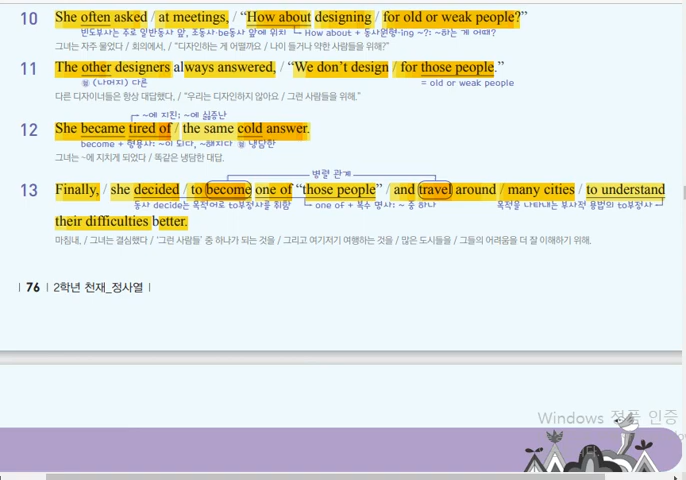 10 She often asked / at meetings, / “How about designing / for old or weak people?”
빈도부사는 주로 일반동사 앞, 조동사·be동사 앞에 위치 How about + 동사원형-ing ~?: ~하는 게 어때?
그녀는 자주 물었다 / 회의에서, / “디자인하는 게 어떨까요 / 나이 들거나 약한 사람들을 위해?”
11 The other designers always answered, / “We don’t design / for those people.”
형 (나머지) 다른 = old or weak people
다른 디자이너들은 항상 대답했다, / “우리는 디자인하지 않아요 / 그런 사람들을 위해.”
~에 지친: ~에 싫증난
12 She became tired of / the same cold answer.
become + 형용사: ~이 되다, ~해지다 형 냉담한
그녀는 ~에 지치게 되었다 / 똑같은 냉담한 대답.
병렬 관계
13 Finally, / she decided / to become one of “those people” / and travel around / many cities / to understand
동사 decide는 목적어로 to부정사를 취함 one of + 복수 명사: ~ 중 하나 목적을 나타내는 부사적 용법의 to부정사
their difficulties better.
마침내, / 그녀는 결심했다 / ‘그런 사람들’ 중 하나가 되는 것을 / 그리고 여기저기 여행하는 것을 / 많은 도시들을 / 그들의 어려움을 더 잘 이해하기 위해.
| 76 | 2학년 천재_정사열 |
Windows 정품 인증